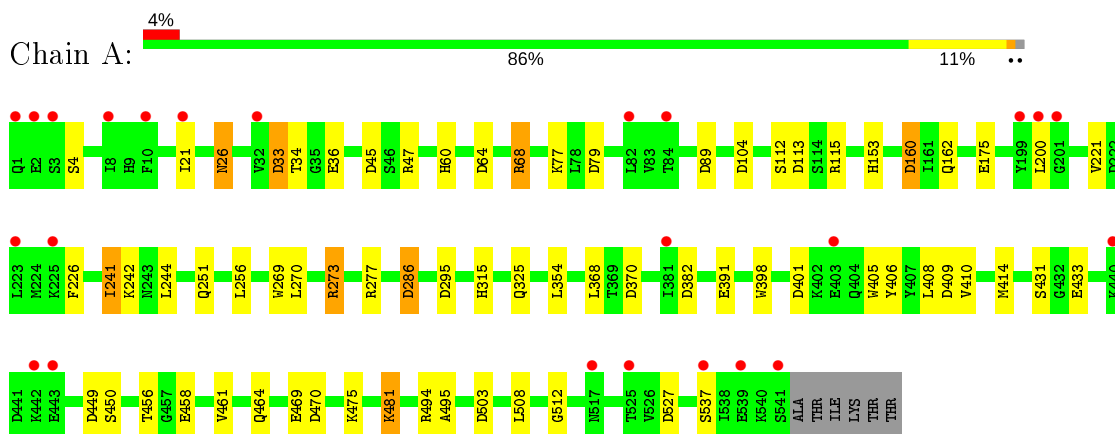 4%
Chain A:
86%
11%
Q1 E2 S3 S4 I8 H9 F10 I21 N26 V32 D33 T34 G35 E36 D45 S46 R47 H60 D64 R68 K77 L78 D79 L82 V83 T84 D89 D104 S112 D113 S114 R115 H153 D160 I161 Q162 E175 Y199 L200 G201 V221
L223 M224 K225 F226 I241 K242 N243 L244 Q251 L256 W269 L270 R273 R277 D286 D295 H315 Q325 L354 L368 T369 D370 I381 D382 E391 W398 D401 K402 E403 Q404 W405 Y406 Y407 L408 D409 V410 M414 S431 G432 E433 K440
D441 K442 E443 D449 S450 T456 G457 E458 V461 Q464 E469 D470 K475 K481 R494 A495 D503 L508 G512 N517 T525 V526 D527 S537 I538 E539 K540 S541 ALA THR ILE LYS THR THR